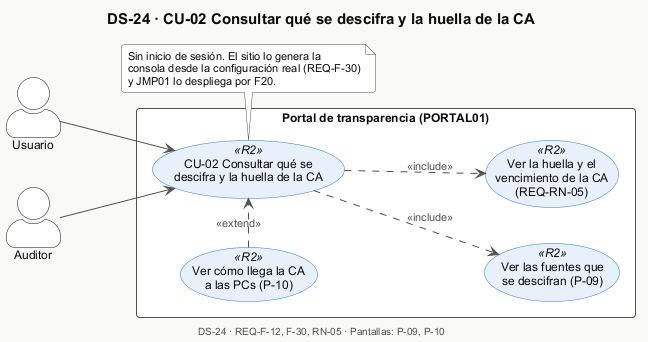 DS-24 · CU-02 Consultar qué se descifra y la huella de la CA
Sin inicio de sesión. El sitio lo genera la
consola desde la configuración real (REQ-F-30)
y JMP01 lo despliega por F20.
Portal de transparencia (PORTAL01)
Usuario
Auditor
«R2»
CU-02 Consultar qué se
descifra y la huella de la CA
«include»
«R2»
Ver la huella y el
vencimiento de la CA
(REQ-RN-05)
«extend»
«include»
«R2»
Ver cómo llega la CA
a las PCs (P-10)
«R2»
Ver las fuentes que
se descifran (P-09)
DS-24 · REQ-F-12, F-30, RN-05 · Pantallas: P-09, P-10